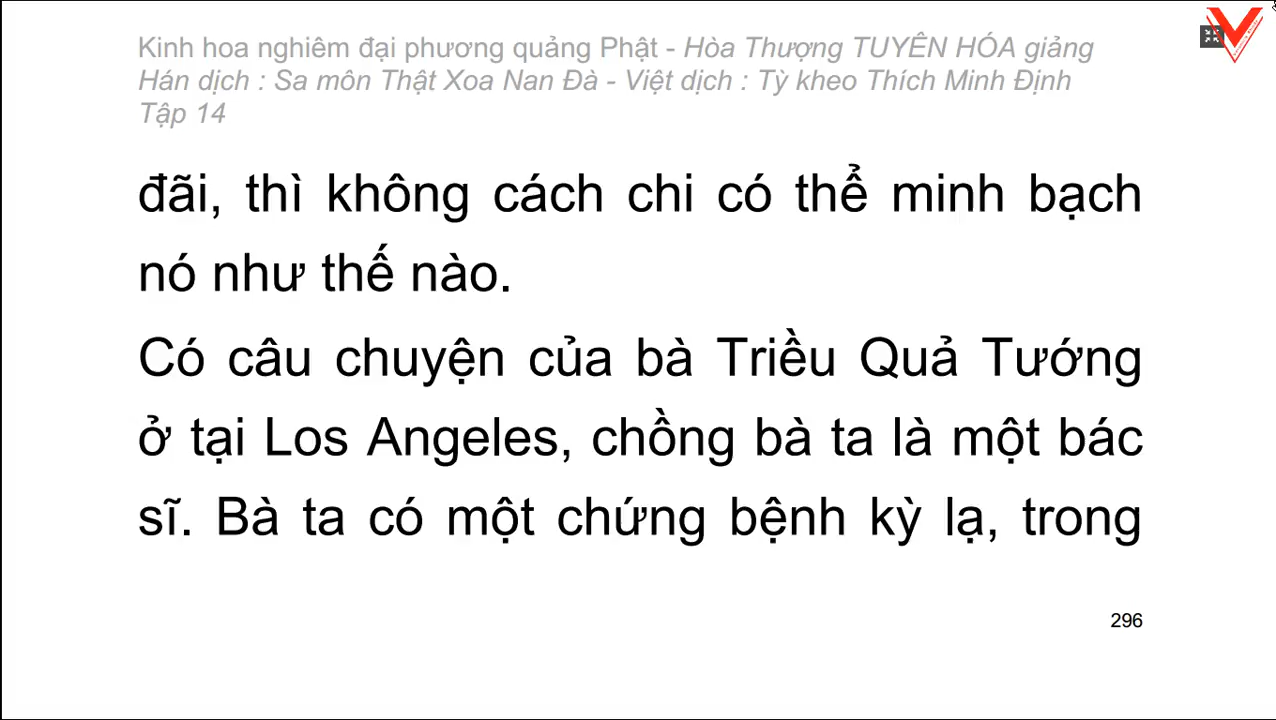 Kinh hoa nghiêm đại phương quảng Phật - Hòa Thượng TUYÊN HÓA giảng
Hán dịch : Sa môn Thật Xoa Nan Đà - Việt dịch : Tỳ kheo Thích Minh Định
Tập 14
đãi, thì không cách chi có thể minh bạch
nó như thế nào.
Có câu chuyện của bà Triều Quả Tướng
ở tại Los Angeles, chồng bà ta là một bác
sĩ. Bà ta có một chứng bệnh kỳ lạ, trong
296